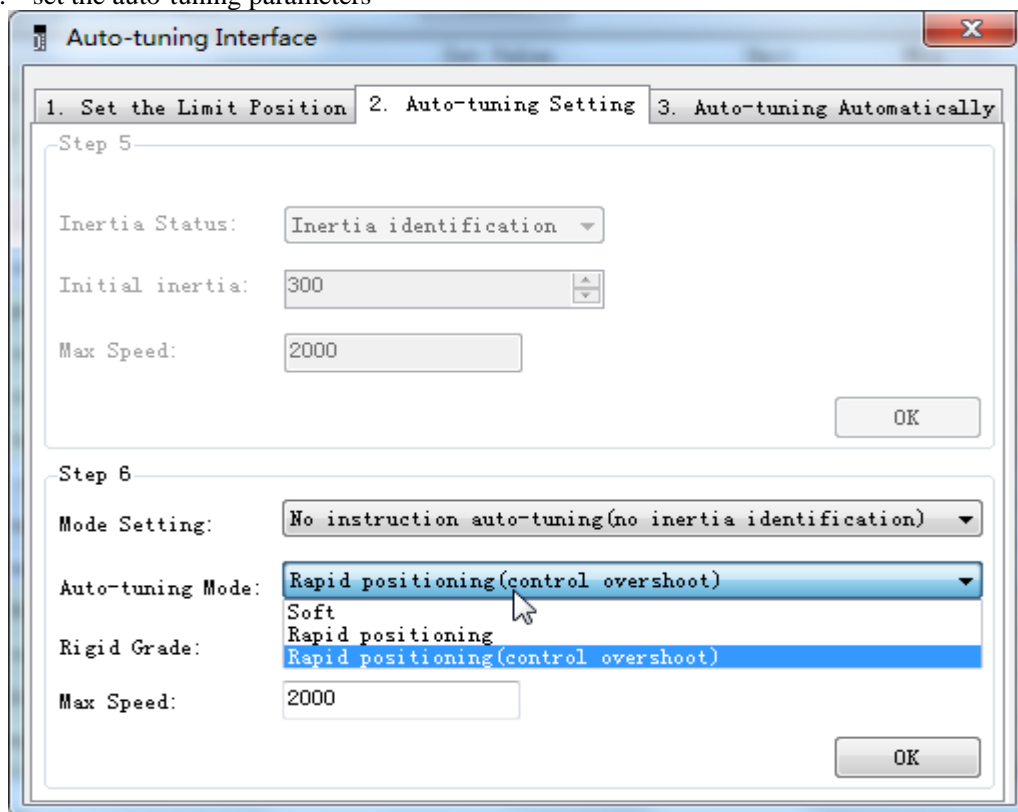 set the auto-tuning parameters
Auto-tuning Interface
1. Set the Limit Position 2. Auto-tuning Setting 3. Auto-tuning Automatically
Step 5
Inertia Status: Inertia identification
Initial inertia: 300
Max Speed: 2000
OK
Step 6
Mode Setting: No instruction auto-tuning(no inertia identification)
Auto-tuning Mode: Rapid positioning(control overshoot)
Soft
Rapid positioning
Rigid Grade:
Rapid positioning(control overshoot)
Max Speed: 2000
OK